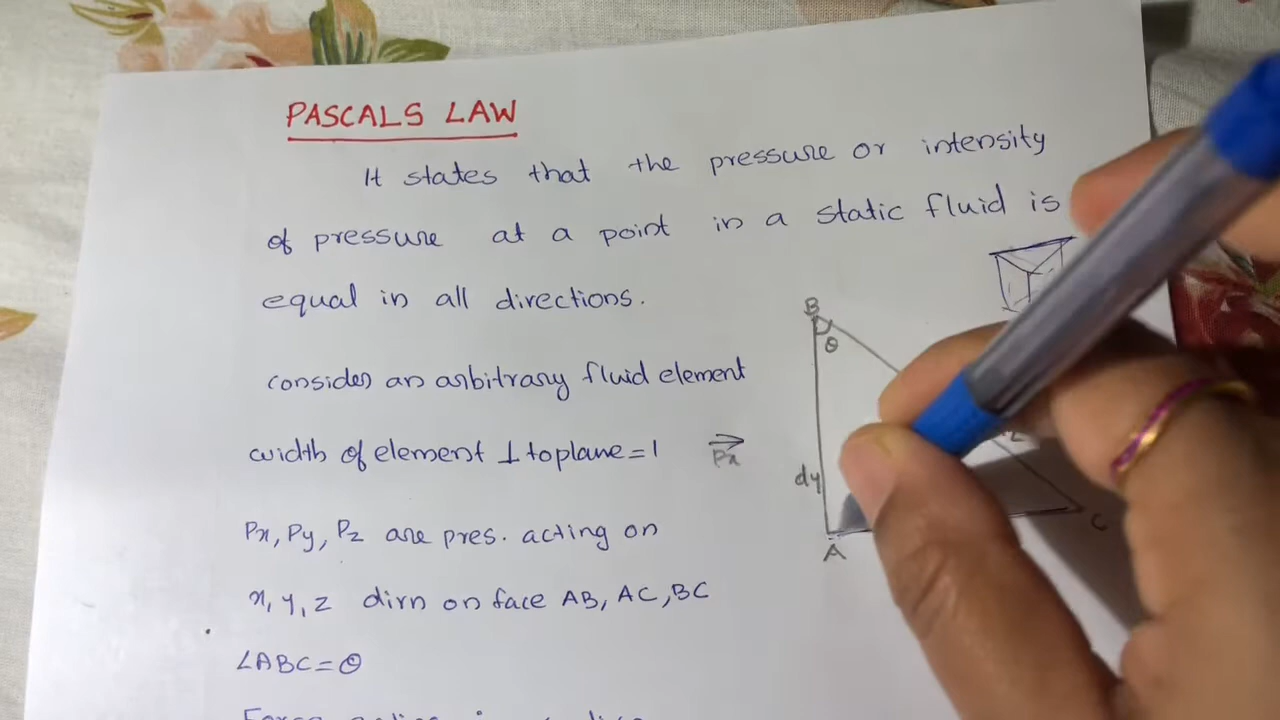 PASCALS LAW
It states that the pressure or intensity
of pressure at a point in a static fluid is
equal in all directions.
consider an arbitrary fluid element
width of element ⊥ to plane = 1
Px, Py, Pz are pres. acting on
x, y, z dirn on face AB, AC, BC
∠ABC = θ
B
θ
Px
dy
A
C